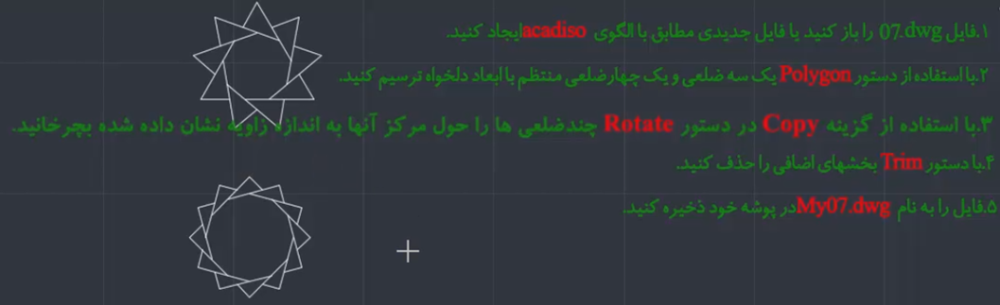 ۱.فایل 07.dwg را باز کنید یا فایل جدیدی مطابق با الگوی acadisoایجاد کنید.
۲.با استفاده از دستور Polygon یک سه ضلعی و یک چهارضلعی منتظم با ابعاد دلخواه ترسیم کنید.
۳.با استفاده از گزینه Copy در دستور Rotate چندضلعی ها را حول مرکز آنها به اندازه زاویه نشان داده شده بچرخانید.
۴.با دستور Trim بخشهای اضافی را حذف کنید.
۵.فایل را به نام My07.dwgدر پوشه خود ذخیره کنید.